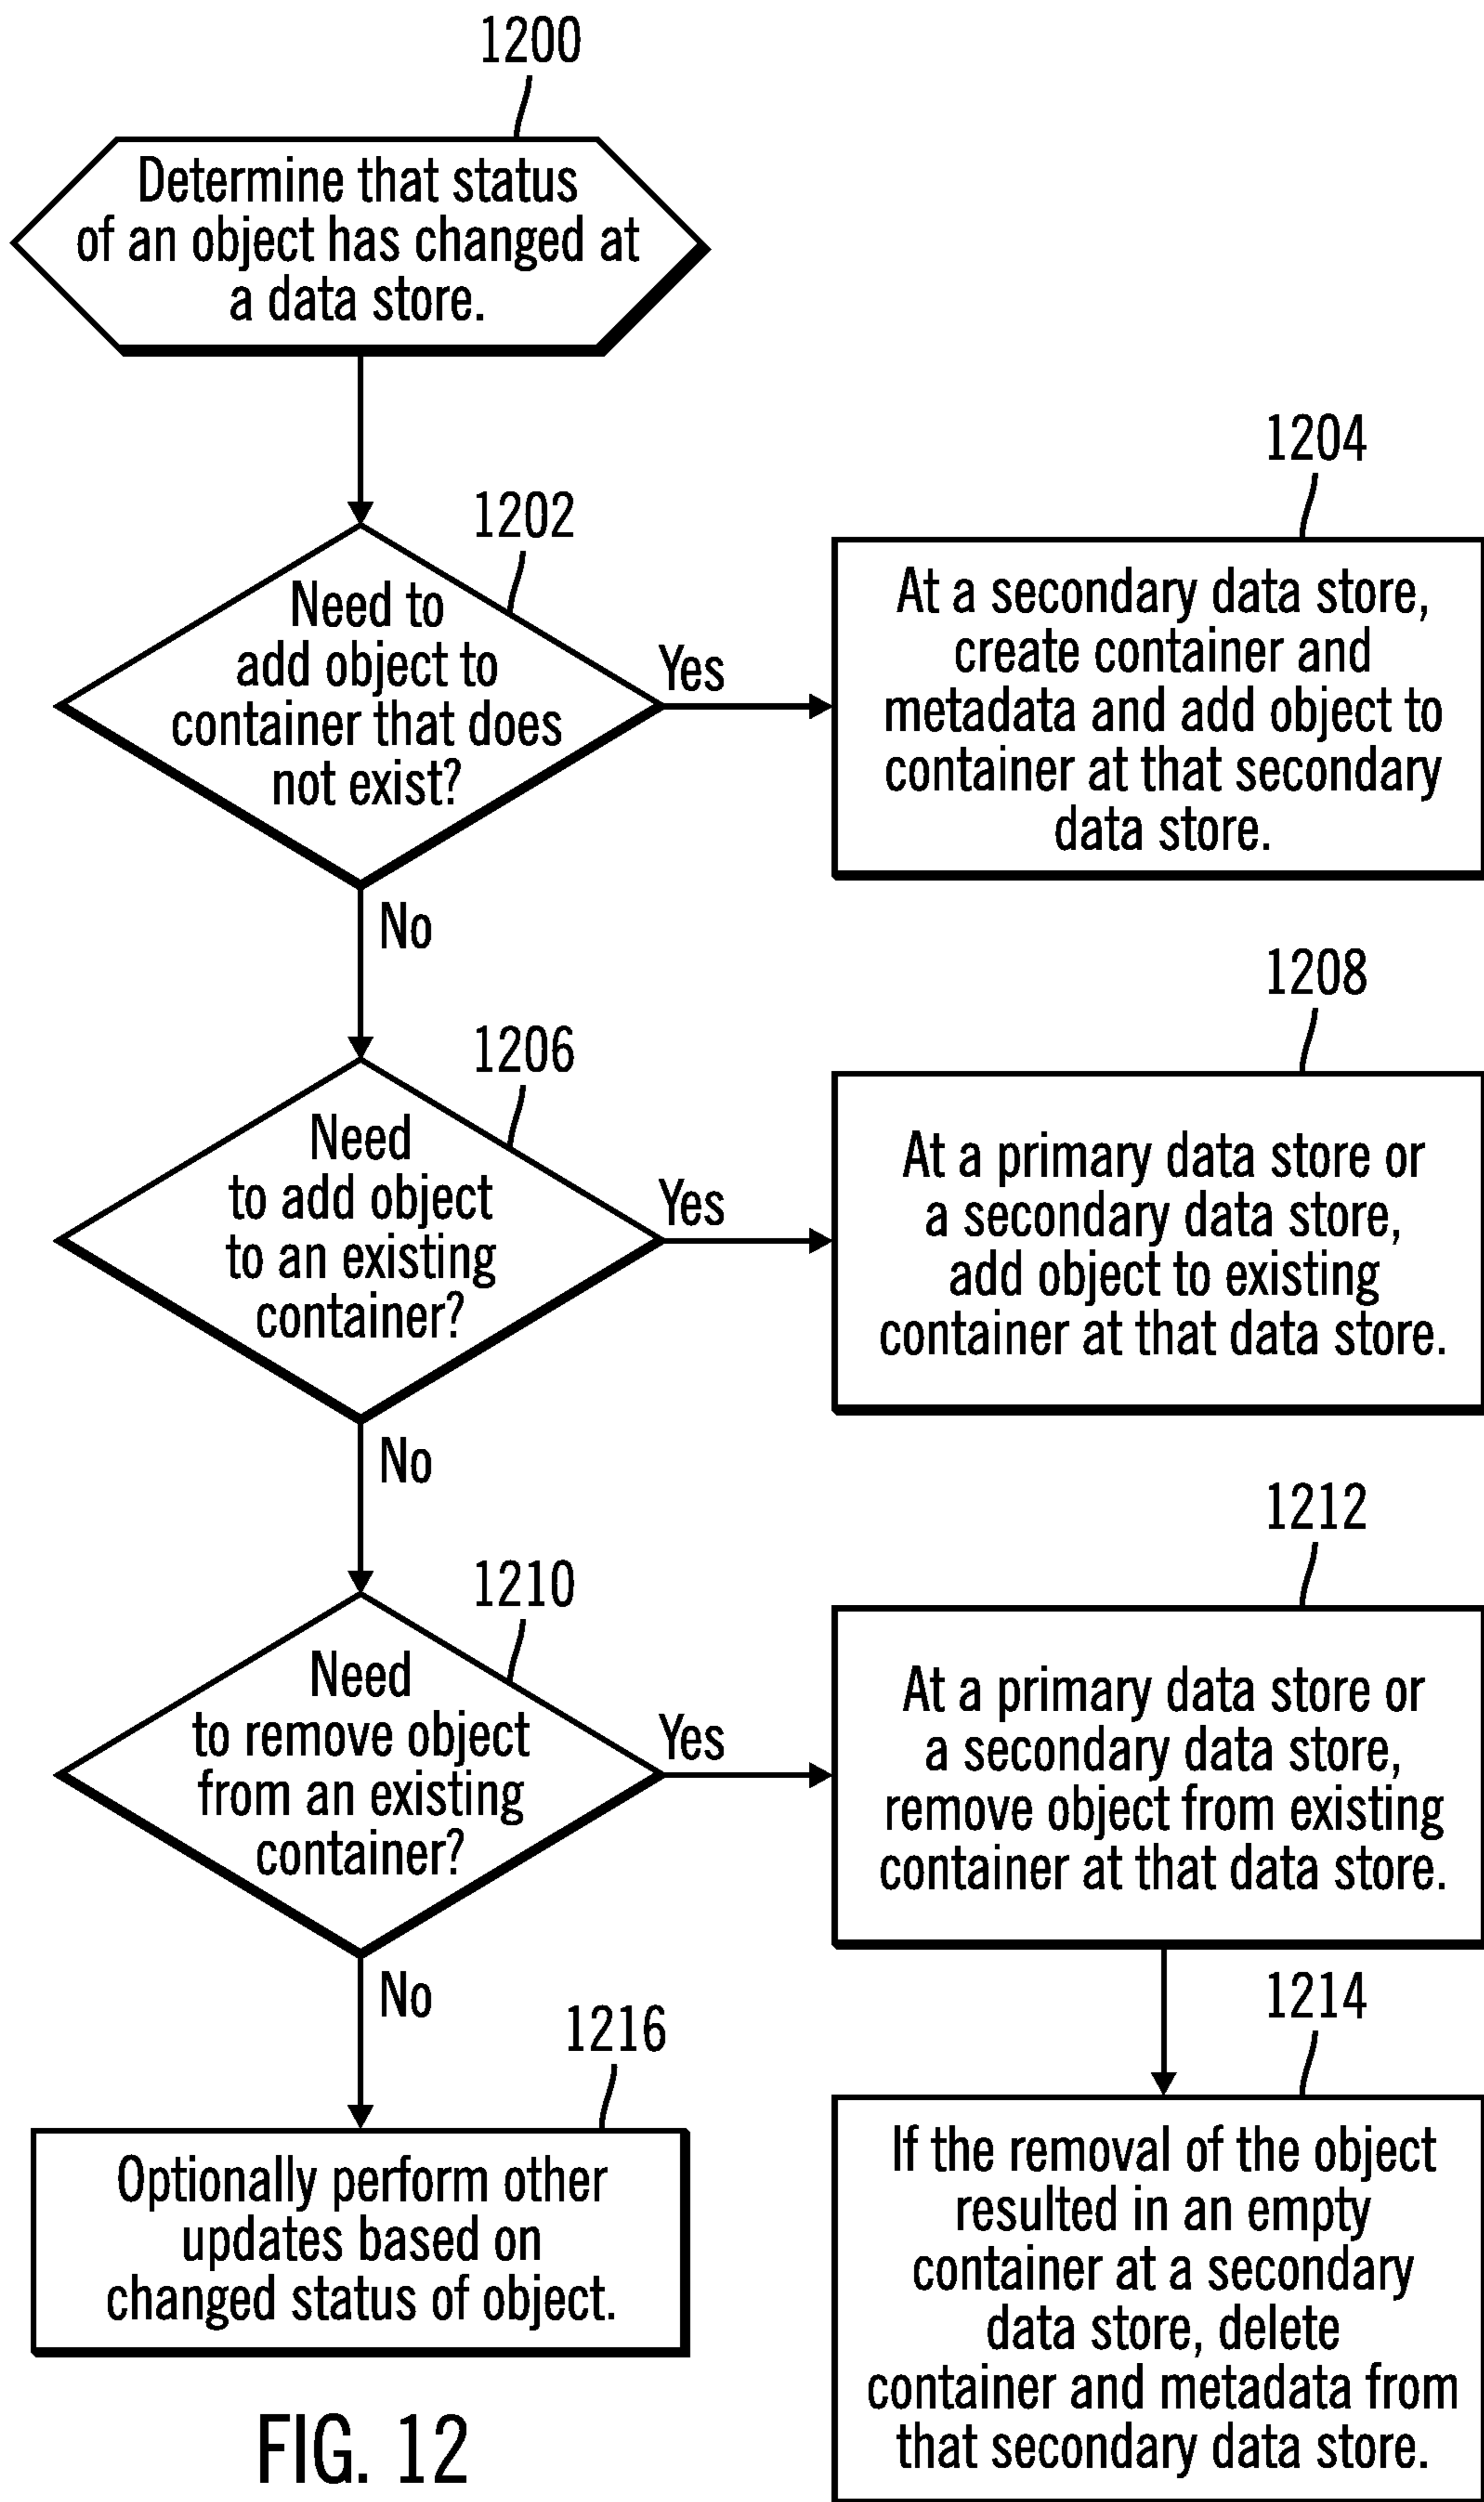 1200
Determine that status
of an object has changed at
a data store.
1202
Need to
add object to
container that does
not exist?
Yes
No
1204
At a secondary data store,
create container and
metadata and add object to
container at that secondary
data store.
1206
Need
to add object
to an existing
container?
Yes
No
1208
At a primary data store or
a secondary data store,
add object to existing
container at that data store.
1210
Need
to remove object
from an existing
container?
Yes
No
1212
At a primary data store or
a secondary data store,
remove object from existing
container at that data store.
1214
If the removal of the object
resulted in an empty
container at a secondary
data store, delete
container and metadata from
that secondary data store.
1216
Optionally perform other
updates based on
changed status of object.
FIG. 12